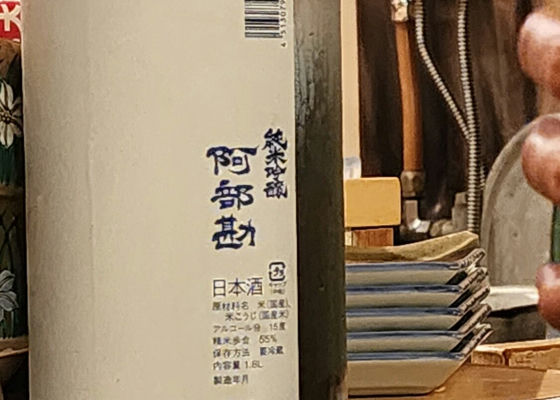 純米吟醸
阿部勘
日本酒
原材料名 米(国産)、
米こうじ(国産米)
アルコール分 15度
精米歩合 55%
保存方法 要冷蔵
内容量 1.8L
製造年月